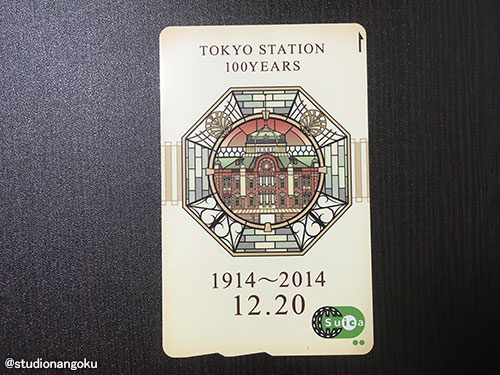 TOKYO STATION
100YEARS
1914～2014
12.20
Suica
@studionangoku